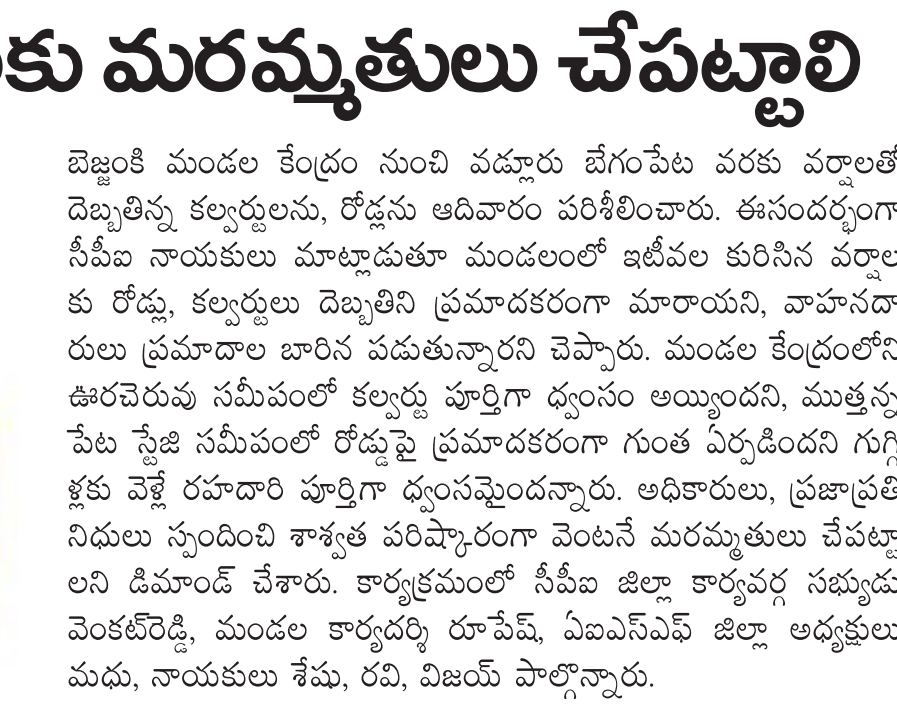 కు మరమ్మతులు చేపట్టాలి
బెజ్జంకి మండల కేంద్రం నుంచి వడ్లూరు బేగంపేట వరకు వర్షాలతో
దెబ్బతిన్న కల్వర్టులను, రోడ్లను ఆదివారం పరిశీలించారు. ఈసందర్భంగా
సీపీఐ నాయకులు మాట్లాడుతూ మండలంలో ఇటీవల కురిసిన వర్షాల
కు రోడ్లు, కల్వర్టులు దెబ్బతిని ప్రమాదకరంగా మారాయని, వాహనదా
రులు ప్రమాదాల బారిన పడుతున్నారని చెప్పారు. మండల కేంద్రంలోని
ఊరచెరువు సమీపంలో కల్వర్టు పూర్తిగా ధ్వంసం అయ్యిందని, ముత్తన్న
పేట స్టేజి సమీపంలో రోడ్డుపై ప్రమాదకరంగా గుంత ఏర్పడిందని గుగ్గి
ళ్లకు వెళ్లే రహదారి పూర్తిగా ధ్వంసమైందన్నారు. అధికారులు, ప్రజాప్రతి
నిధులు స్పందించి శాశ్వత పరిష్కారంగా వెంటనే మరమ్మతులు చేపట్టా
లని డిమాండ్ చేశారు. కార్యక్రమంలో సీపీఐ జిల్లా కార్యవర్గ సభ్యుడు
వెంకట్‌రెడ్డి, మండల కార్యదర్శి రూపేష్, ఏఐఎస్ఎఫ్ జిల్లా అధ్యక్షులు
మధు, నాయకులు శేషు, రవి, విజయ్ పాల్గొన్నారు.